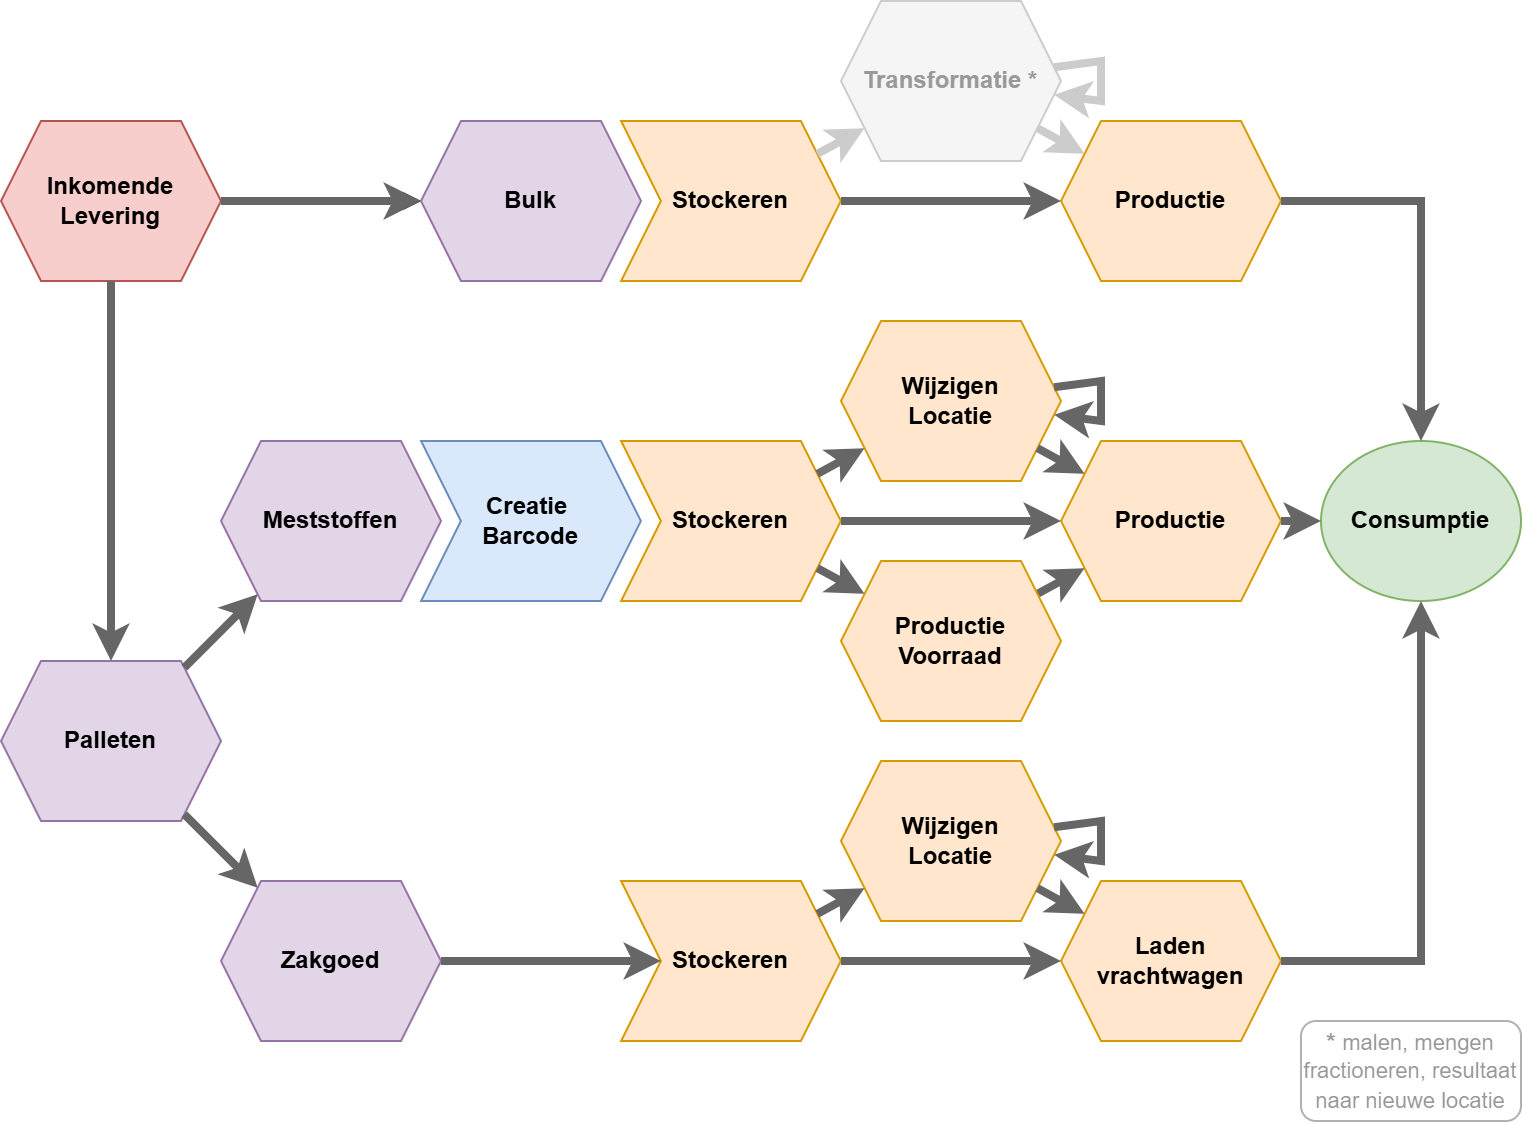 Transformatie *
Inkomende
Levering
Bulk
Stockeren
Productie
Wijzigen
Locatie
Meststoffen
Creatie
Barcode
Stockeren
Productie
Consumptie
Productie
Voorraad
Palleten
Wijzigen
Locatie
Zakgoed
Stockeren
Laden
vrachtwagen
* malen, mengen
fractioneren, resultaat
naar nieuwe locatie